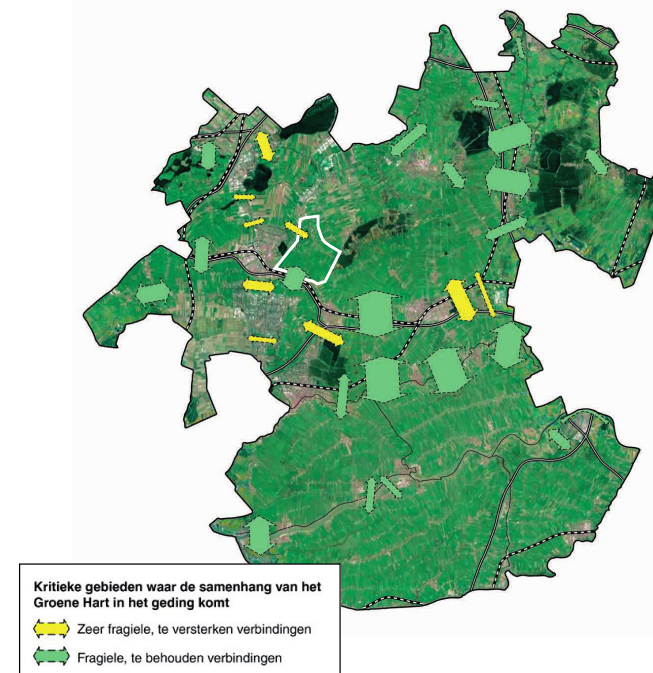 Kritieke gebieden waar de samenhang van het
Groene Hart in het geding komt
Zeer fragiele, te versterken verbindingen
Fragiele, te behouden verbindingen